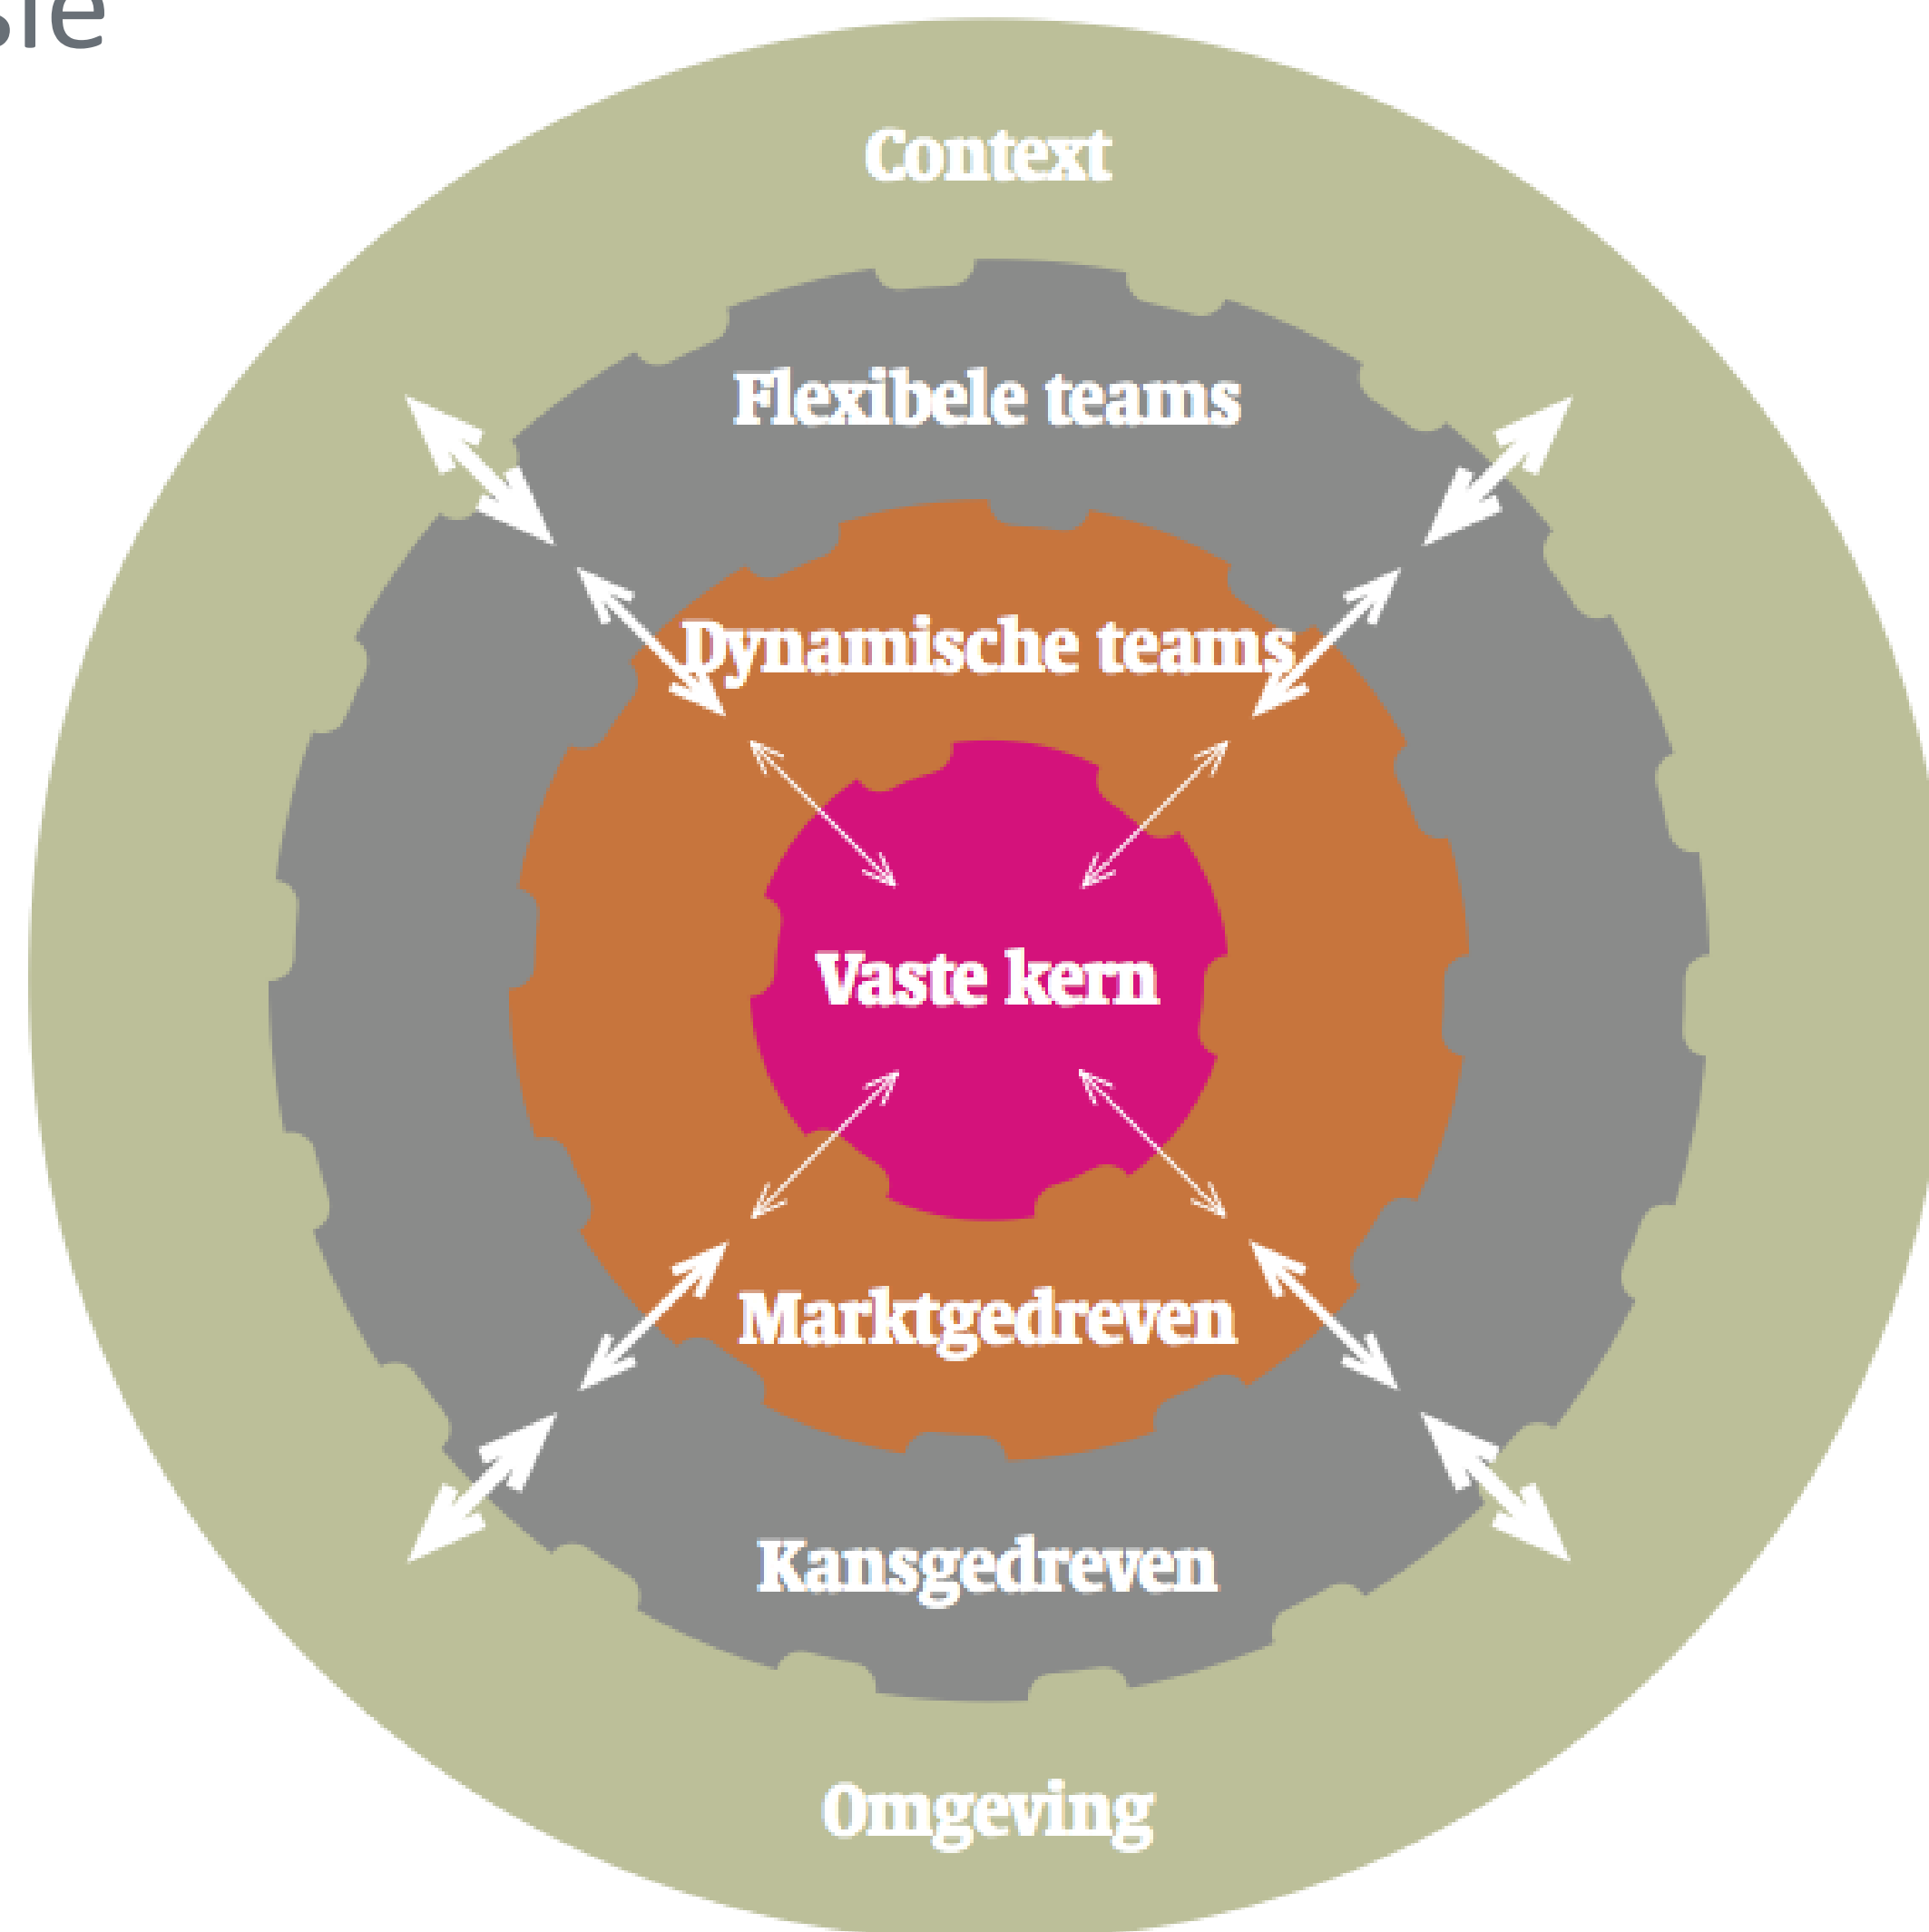 Context
Flexibele teams
Dynamische teams
Vaste kern
Marktgedreven
Kansgedreven
Omgeving